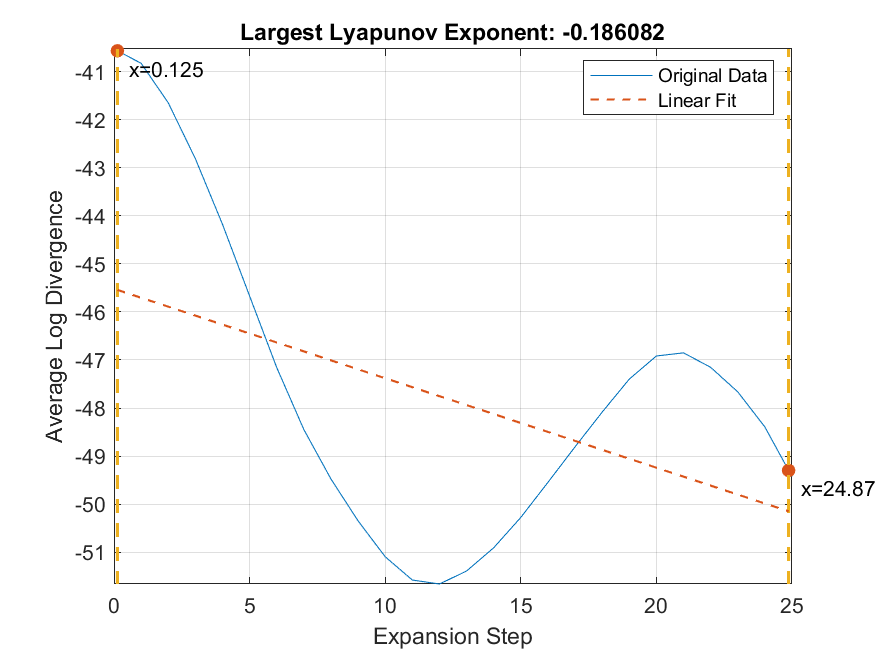 Largest Lyapunov Exponent: -0.186082
x=0.125
Original Data
Linear Fit
-41
-42
-43
-44
-45
-46
-47
-48
-49
-50
-51
Average Log Divergence
x=24.87
0 5 10 15 20 25
Expansion Step